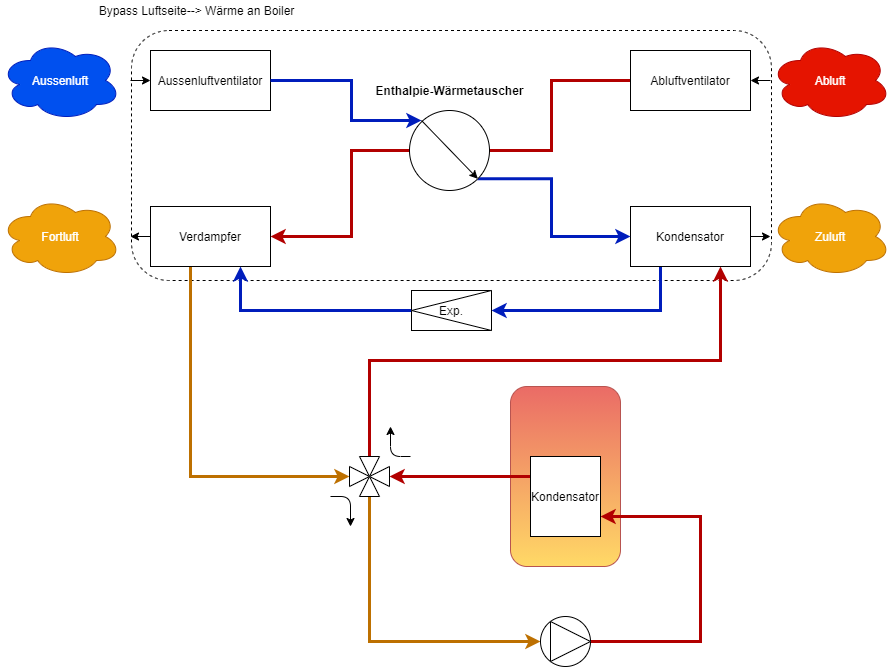 Bypass Luftseite--> Wärme an Boiler
Aussenluft
Aussenluftventilator
Enthalpie-Wärmetauscher
Abluftventilator
Abluft
Fortluft
Verdampfer
Kondensator
Zuluft
Exp.
Kondensator